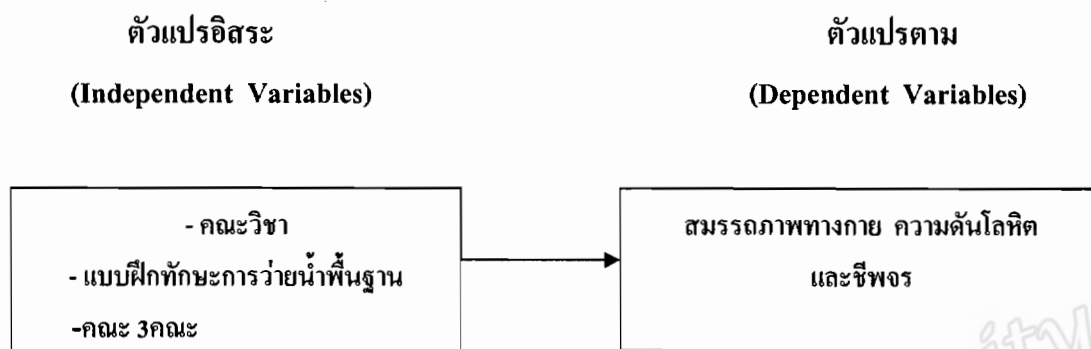 ตัวแปรอิสระ
(Independent Variables)
- คณะวิชา
- แบบฝึกทักษะการว่ายน้ำพื้นฐาน
-คณะ 3คณะ
ตัวแปรตาม
(Dependent Variables)
สมรรถภาพทางกาย ความดันโลหิต
และชีพจร